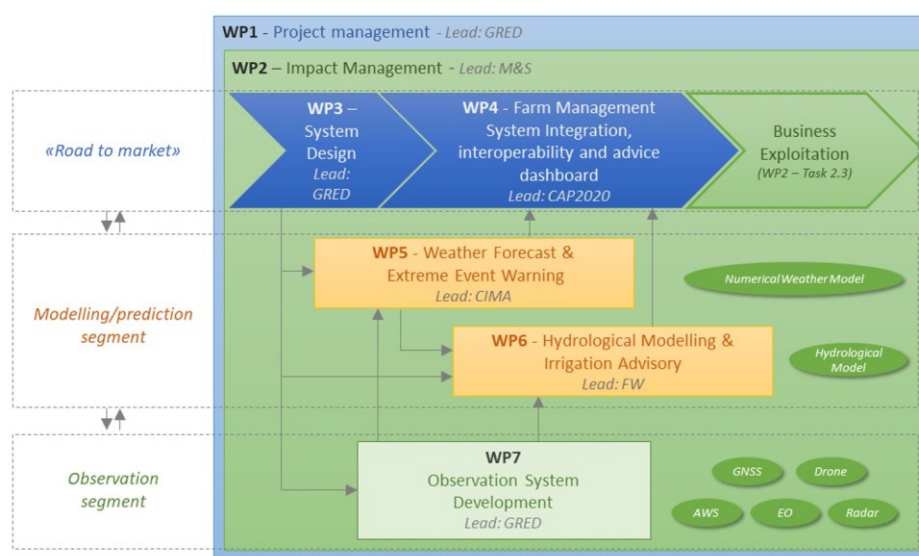 WP1 - Project management - Lead: GRED
WP2 – Impact Management - Lead: M&S
«Road to market»
WP3 –
System
Design
Lead:
GRED
WP4 - Farm Management
System Integration,
interoperability and advice
dashboard
Lead: CAP2020
Business
Exploitation
(WP2 – Task 2.3)
Modelling/prediction
segment
WP5 - Weather Forecast &
Extreme Event Warning
Lead: CIMA
Numerical Weather Model
WP6 - Hydrological Modelling &
Irrigation Advisory
Lead: FW
Hydrological
Model
Observation
segment
WP7
Observation System
Development
Lead: GRED
GNSS
Drone
AWS
EO
Radar